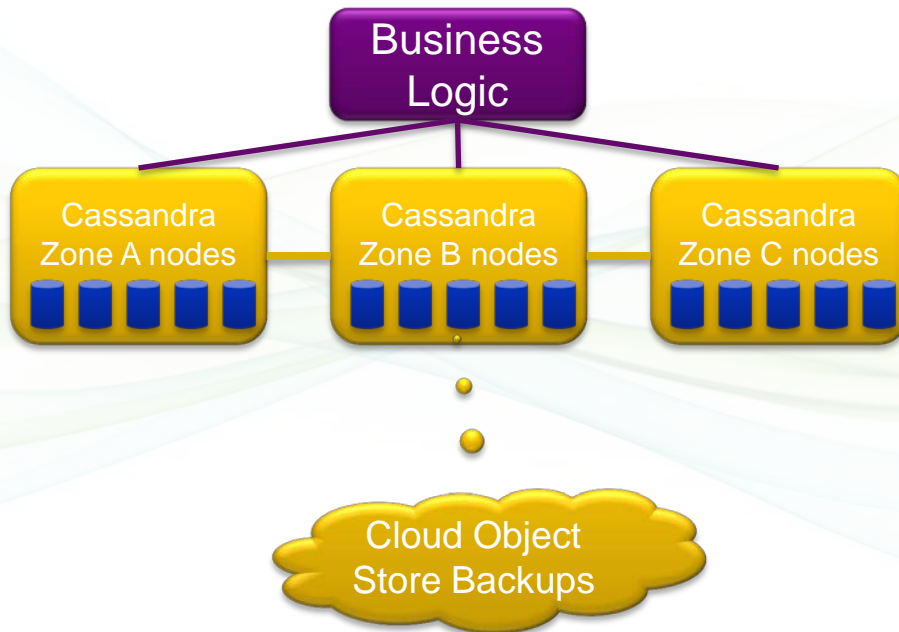 Business
Logic
Cassandra
Zone A nodes
Cassandra
Zone B nodes
Cassandra
Zone C nodes
Cloud Object
Store Backups